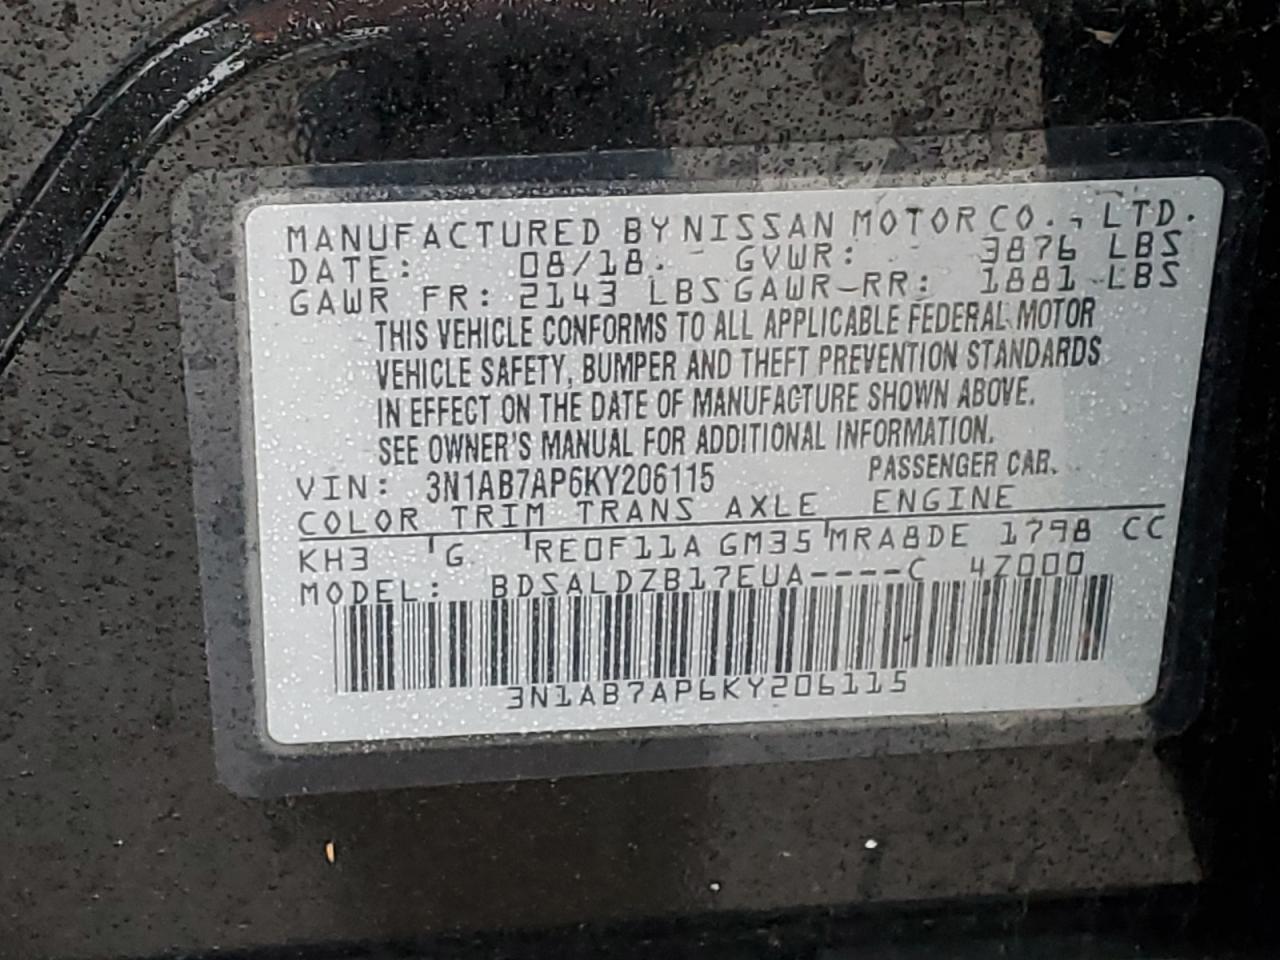 MANUFACTURED BY NISSAN MOTOR CO., LTD.
DATE: 08/18. GVWR: 3876 LBS
GAWR FR: 2143 LBS GAWR-RR: 1881 LBS
THIS VEHICLE CONFORMS TO ALL APPLICABLE FEDERAL MOTOR
VEHICLE SAFETY, BUMPER AND THEFT PREVENTION STANDARDS
IN EFFECT ON THE DATE OF MANUFACTURE SHOWN ABOVE.
SEE OWNER'S MANUAL FOR ADDITIONAL INFORMATION.
VIN: 3N1AB7AP6KY206115 PASSENGER CAR.
COLOR TRIM TRANS AXLE ENGINE
KH3 G REOF11A GM35 MRA8DE 1798 CC
MODEL: BDSALDZB17EUA----C 4Z000
3N1AB7AP6KY206115